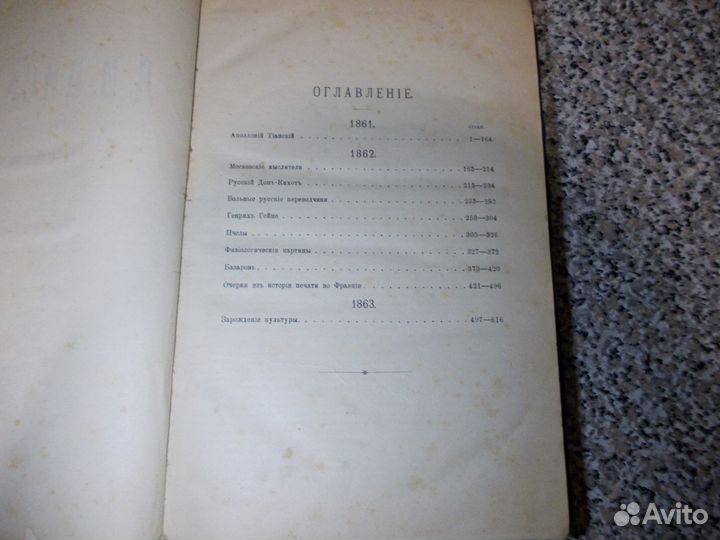 ОГЛАВЛЕНІЕ.
стран.
1861.
Аполлоній Тіанскій . . . . . . . . . . . . . . . . 1—164
1862.
Московскіе мыслители . . . . . . . . . . . . . . . . 165—214
Русскій Донъ-Кихотъ . . . . . . . . . . . . . . . . 215—234
Вольные русскіе переводчики . . . . . . . . . . . . . . 235—252
Генрихъ Гейне . . . . . . . . . . . . . . . . . . 253—304
Пчелы . . . . . . . . . . . . . . . . . . . . 305—326
Физіологическія картины . . . . . . . . . . . . . . . 327—372
Базаровъ . . . . . . . . . . . . . . . . . . . 373—420
Очерки изъ исторіи печати во Франціи . . . . . . . . . . . 421—496
1863.
Зарожденіе культуры . . . . . . . . . . . . . . . . 497—616
Avito